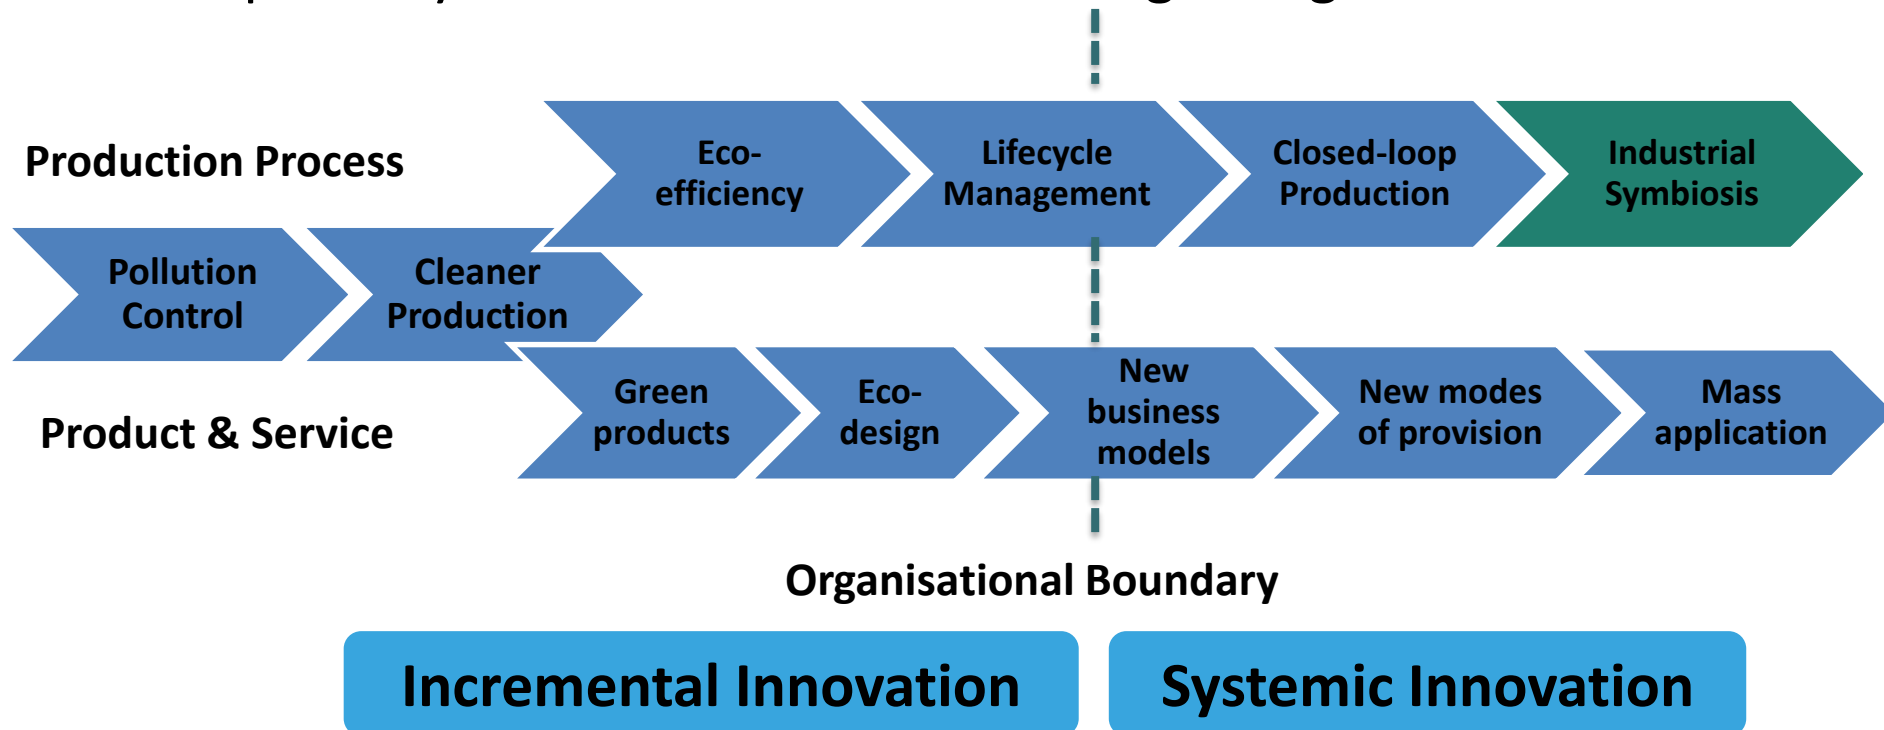 Production Process
Eco-
efficiency
Lifecycle
Management
Closed-loop
Production
Industrial
Symbiosis
Pollution
Control
Cleaner
Production
Product & Service
Green
products
Eco-
design
New
business
models
New modes
of provision
Mass
application
Organisational Boundary
Incremental Innovation
Systemic Innovation